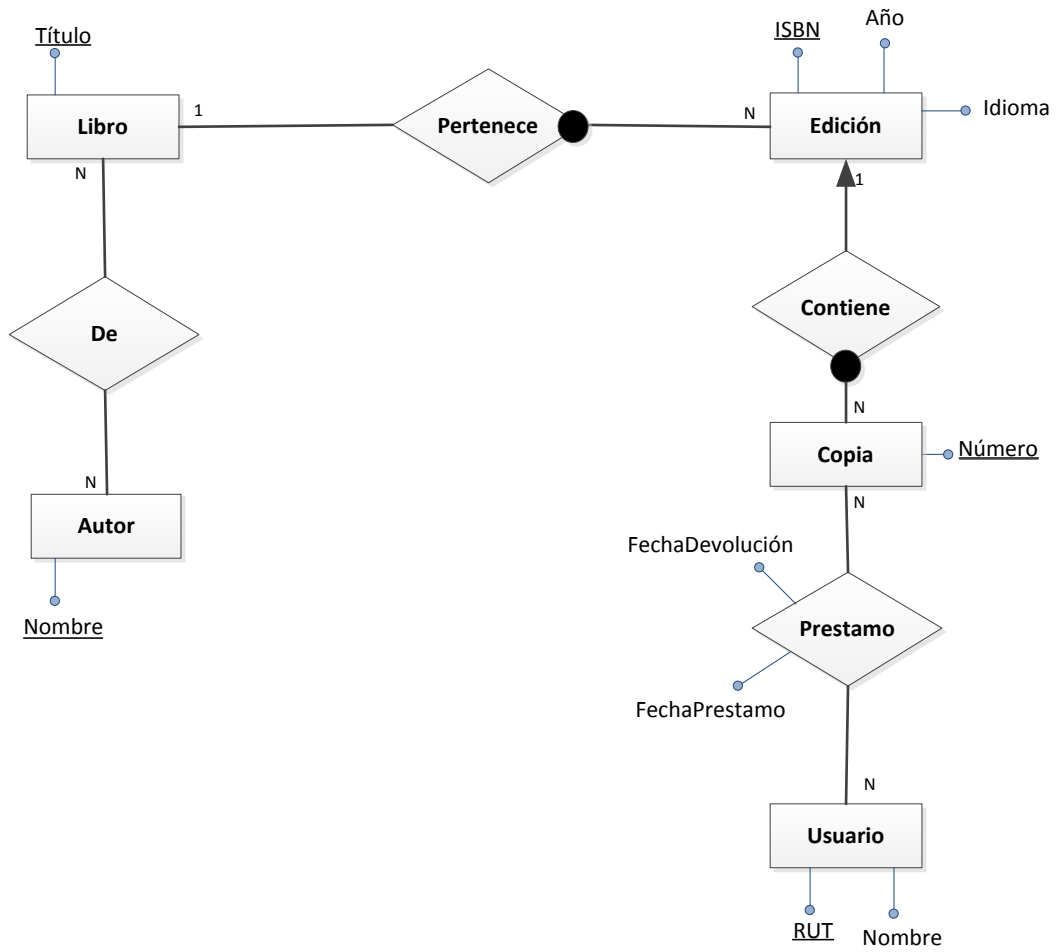 Título
ISBN
Año
Idioma
Libro
1
Pertenece
N
Edición
N
1
De
Contiene
N
N
Autor
Copia
Número
N
Nombre
FechaDevolución
Prestamo
FechaPrestamo
N
Usuario
RUT
Nombre